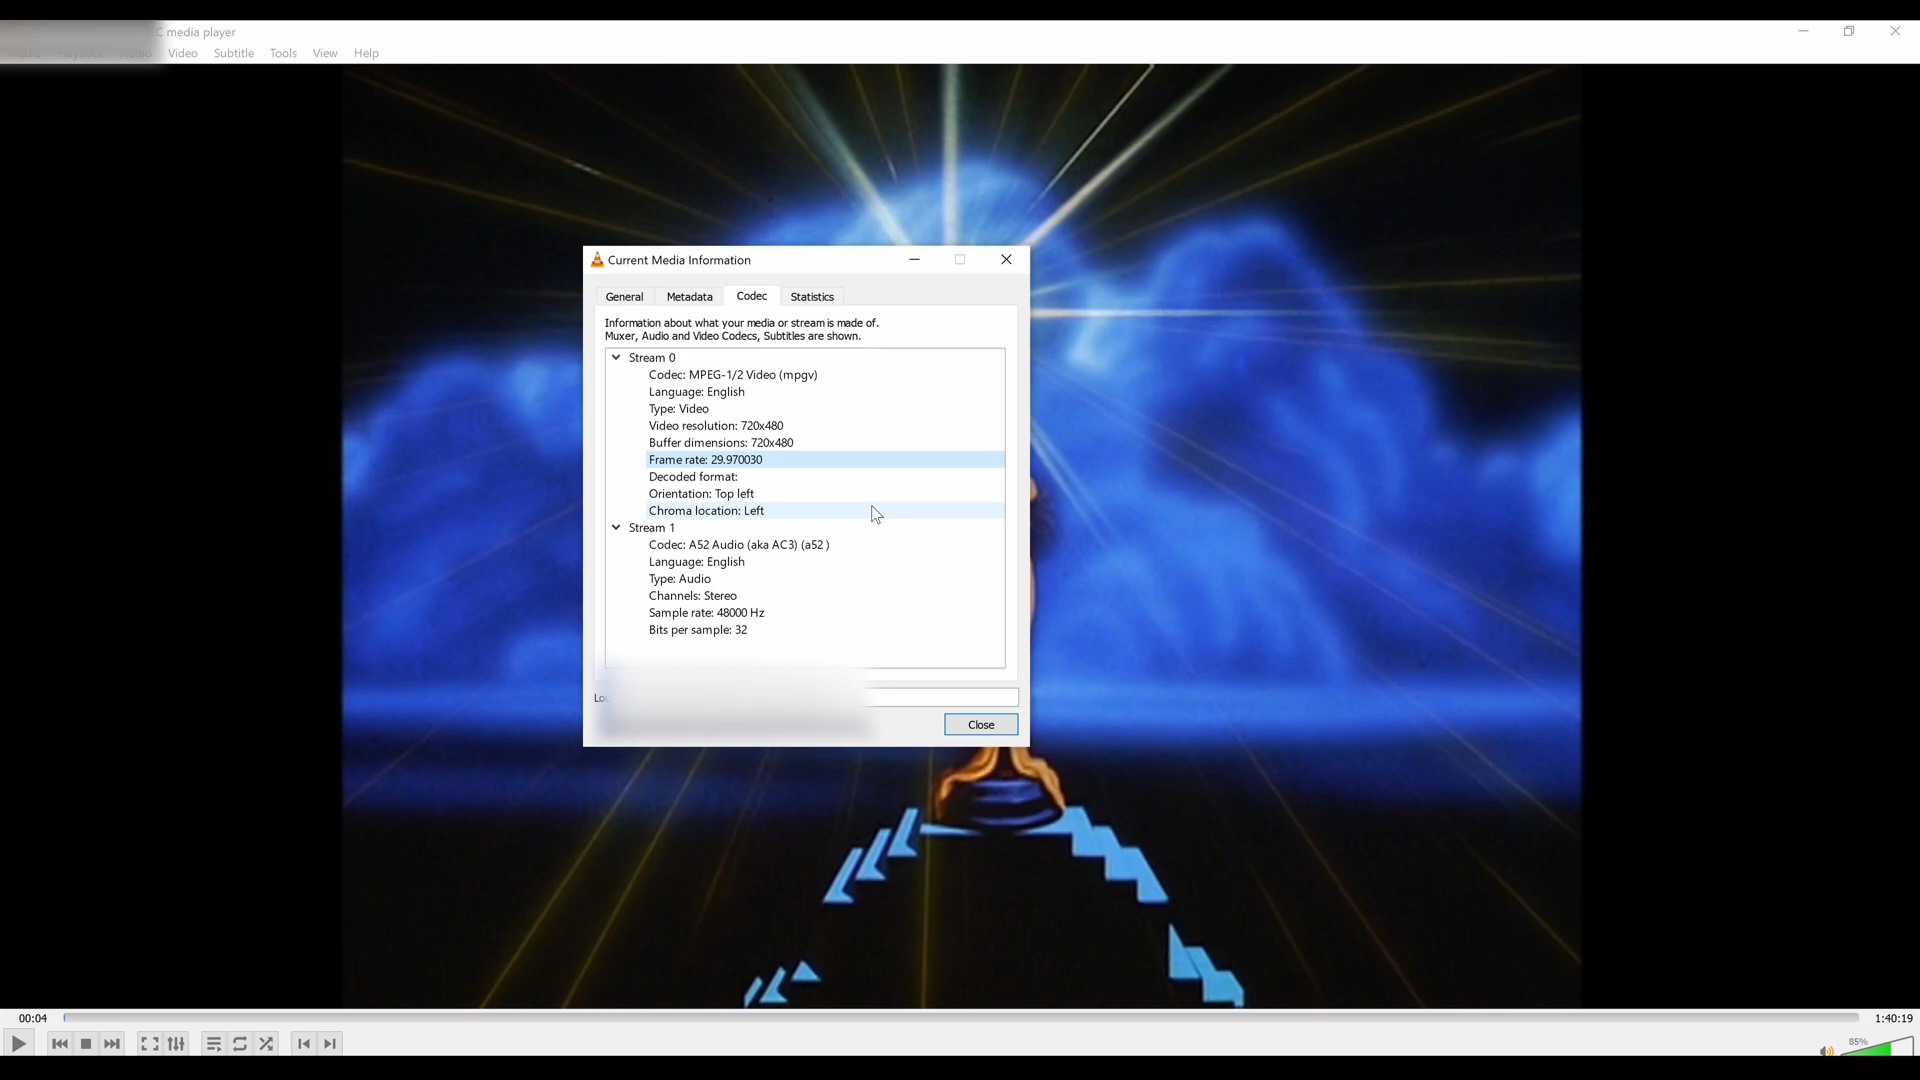 C media player
Media Playback Audio Video Subtitle Tools View Help
Current Media Information
General Metadata Codec Statistics
Information about what your media or stream is made of.
Muxer, Audio and Video Codecs, Subtitles are shown.
Stream 0
Codec: MPEG-1/2 Video (mpgv)
Language: English
Type: Video
Video resolution: 720x480
Buffer dimensions: 720x480
Frame rate: 29.970030
Decoded format:
Orientation: Top left
Chroma location: Left
Stream 1
Codec: A52 Audio (aka AC3) (a52 )
Language: English
Type: Audio
Channels: Stereo
Sample rate: 48000 Hz
Bits per sample: 32
Close
00:04 1:40:19
85%